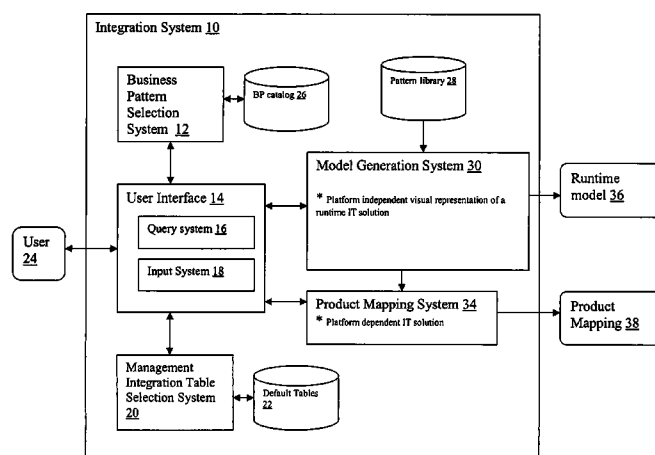 Integration System 10
Business
Pattern
Selection
System 12
BP catalog 26
Pattern library 28
Model Generation System 30
* Platform independent visual representation of a
runtime IT solution
Runtime
model 36
User Interface 14
Query system 16
Input System 18
User
24
Product Mapping System 34
* Platform dependent IT solution
Product
Mapping 38
Management
Integration Table
Selection System
20
Default Tables
22